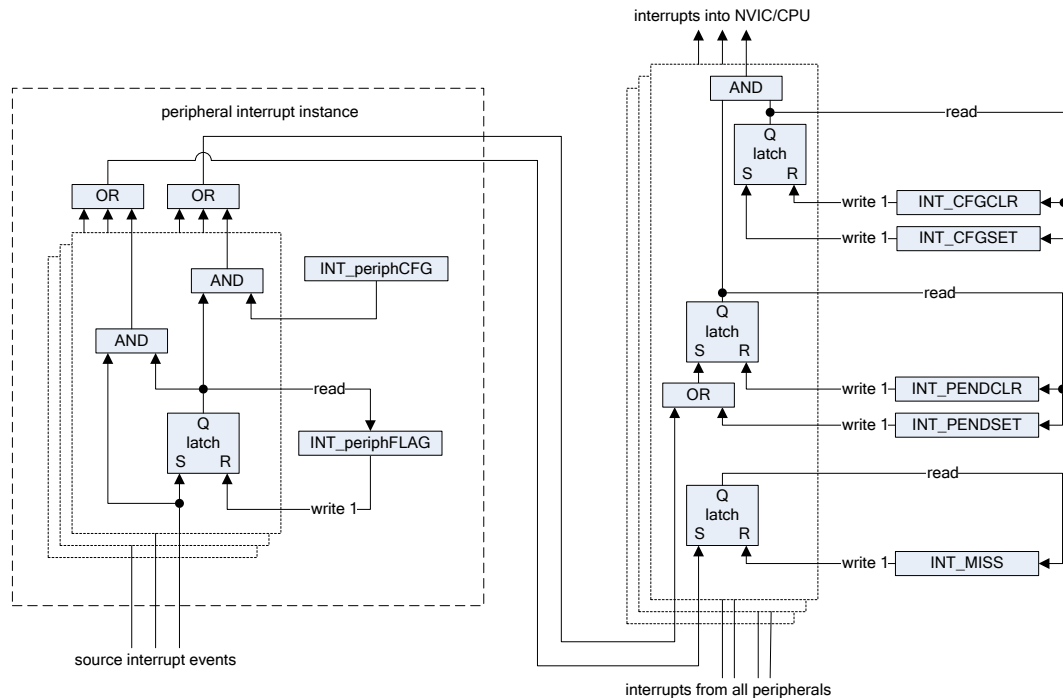 interrupts into NVIC/CPU
peripheral interrupt instance
OR
OR
AND
INT_periphCFG
AND
read
Q
latch
S R
INT_periphFLAG
write 1
source interrupt events
AND
read
Q
latch
S R
write 1
INT_CFGCLR
write 1
INT_CFGSET
read
Q
latch
S R
OR
write 1
INT_PENDCLR
write 1
INT_PENDSET
read
Q
latch
S R
write 1
INT_MISS
interrupts from all peripherals